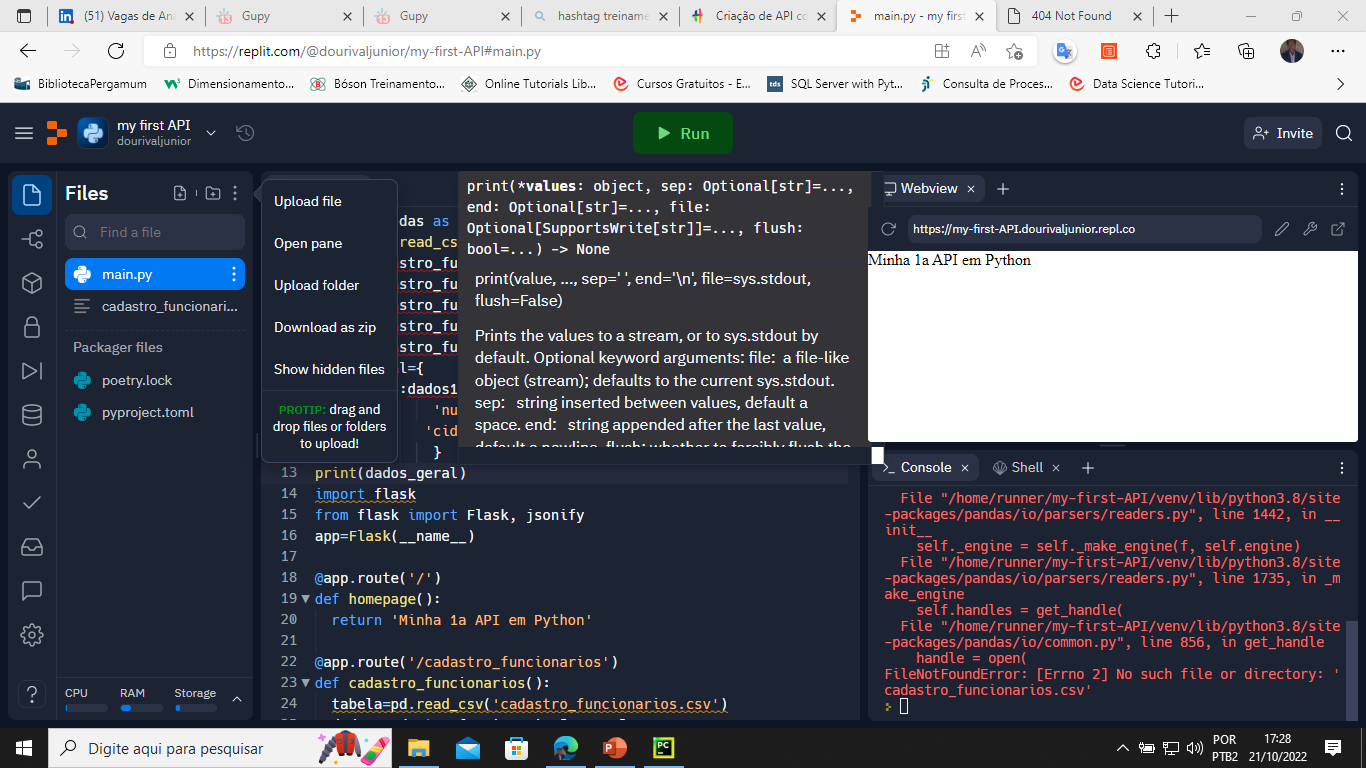 (51) Vagas de An
Gupy
Gupy
hashtag treiname
Criação de API co
main.py - my firs
404 Not Found
https://replit.com/@dourivaljunior/my-first-API#main.py
BibliotecaPergamum
Dimensionamento...
Bóson Treinamento...
Online Tutorials Lib...
Cursos Gratuitos - E...
SQL Server with Pyt...
Consulta de Proces...
Data Science Tutori...
my first API
dourivaljunior
Run
Invite
Files
Find a file
main.py
cadastro_funcionari...
Packager files
poetry.lock
pyproject.toml
CPU
RAM
Storage
Upload file
Open pane
Upload folder
Download as zip
Show hidden files
PROTIP: drag and
drop files or folders
to upload!
das as
read_cs
astro_fu
stro_fu
stro_fu
stro_fu
stro_fu
l={
:dados1
'nu
'cid
}
print(*values: object, sep: Optional[str]=...,
end: Optional[str]=..., file:
Optional[SupportsWrite[str]]=..., flush:
bool=...) -> None
print(value, ..., sep=' ', end='\n', file=sys.stdout,
flush=False)
Prints the values to a stream, or to sys.stdout by
default. Optional keyword arguments: file: a file-like
object (stream); defaults to the current sys.stdout.
sep: string inserted between values, default a
space. end: string appended after the last value,
default a newline. flush: whether to forcibly flush the
13 print(dados_geral)
14 import flask
15 from flask import Flask, jsonify
16 app=Flask(__name__)
17
18 @app.route('/')
19 def homepage():
20 return 'Minha 1a API em Python'
21
22 @app.route('/cadastro_funcionarios')
23 def cadastro_funcionarios():
24 tabela=pd.read_csv('cadastro_funcionarios.csv')
Webview
https://my-first-API.dourivaljunior.repl.co
Minha 1a API em Python
Console
Shell
File "/home/runner/my-first-API/venv/lib/python3.8/site
-packages/pandas/io/parsers/readers.py", line 1442, in __
init__
self._engine = self._make_engine(f, self.engine)
File "/home/runner/my-first-API/venv/lib/python3.8/site
-packages/pandas/io/parsers/readers.py", line 1735, in _m
ake_engine
self.handles = get_handle(
File "/home/runner/my-first-API/venv/lib/python3.8/site
-packages/pandas/io/common.py", line 856, in get_handle
handle = open(
FileNotFoundError: [Errno 2] No such file or directory: '
cadastro_funcionarios.csv'
Digite aqui para pesquisar
POR
PTB2
17:28
21/10/2022